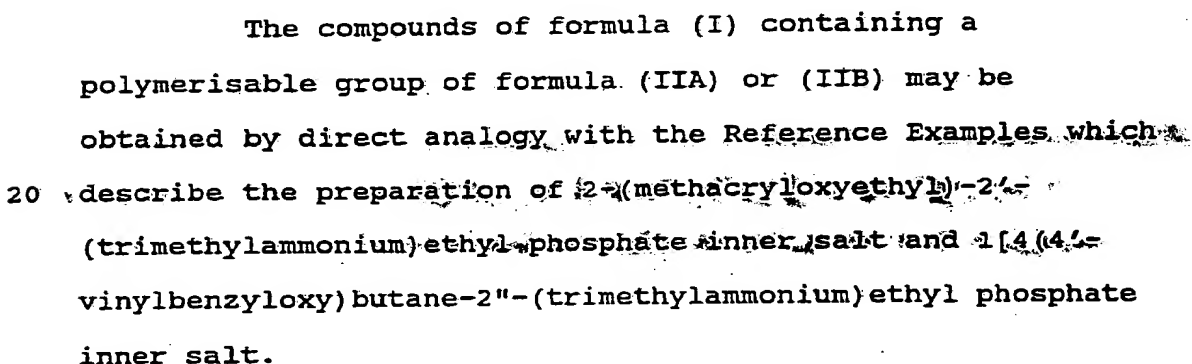 The compounds of formula (I) containing a
polymerisable group of formula (IIA) or (IIB) may be
obtained by direct analogy with the Reference Examples which
20 describe the preparation of 2-(methacryloxyethyl)-2'-
(trimethylammonium)ethyl phosphate inner salt and 1[4(4'-
vinylbenzyloxy)butane-2"-(trimethylammonium)ethyl phosphate
inner salt.